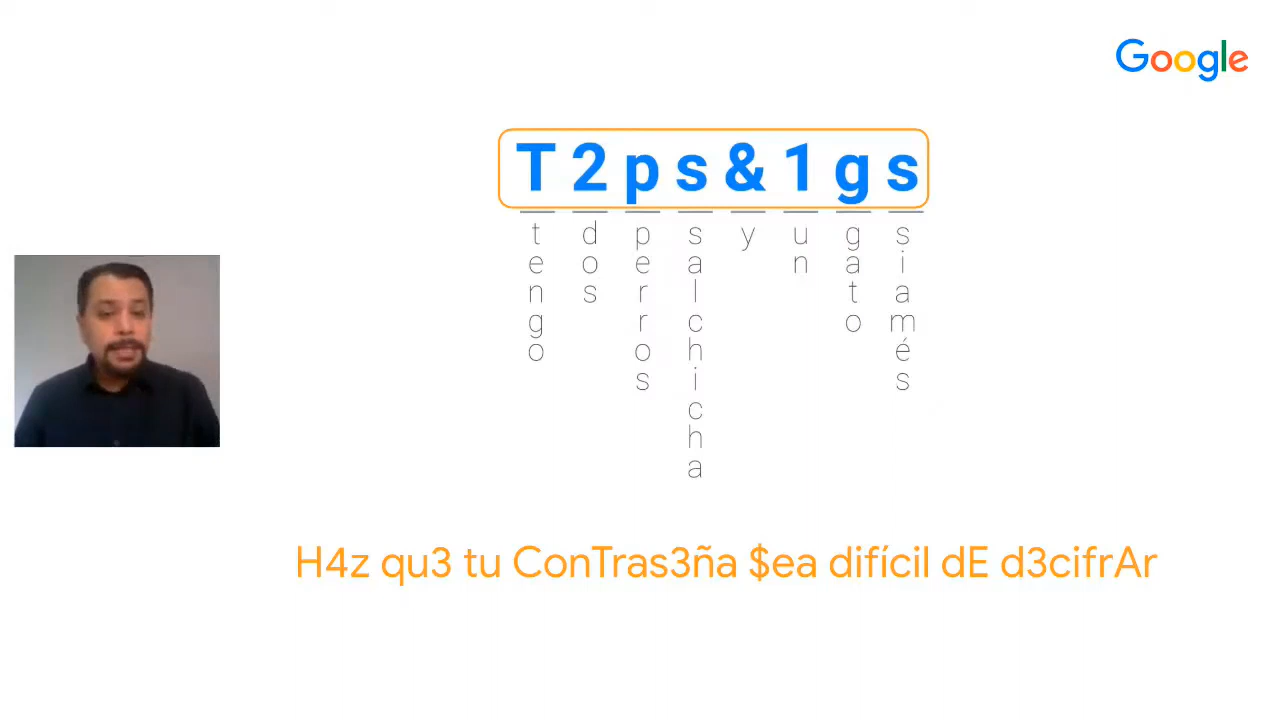 Google
T2ps&1gs
tengo
dos
perros
salchicha
y
un
gato
siamés
H4z qu3 tu ConTras3ña $ea difícil dE d3cifrAr